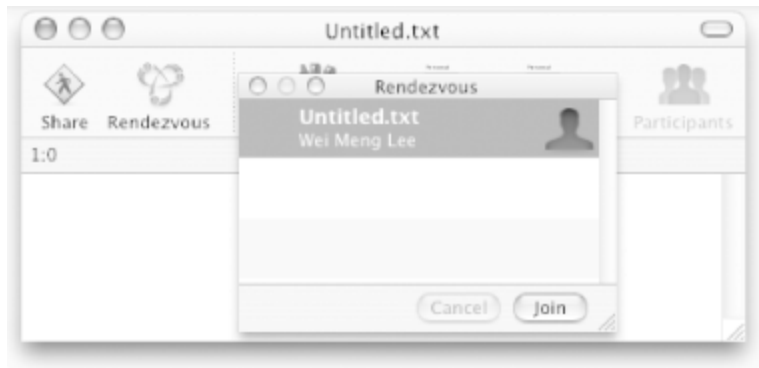 Untitled.txt
Share Rendezvous Participants
1:0
Rendezvous
Untitled.txt
Wei Meng Lee
Cancel Join